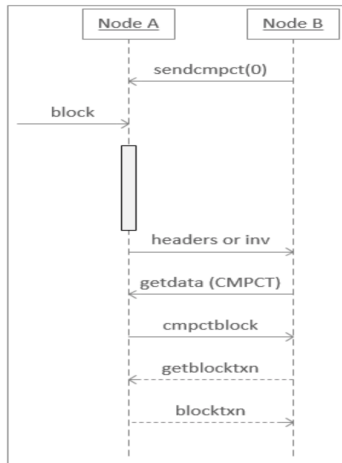 Node A
Node B
sendcmpct(0)
block
headers or inv
getdata (CMPCT)
cmpctblock
getblocktxn
blocktxn